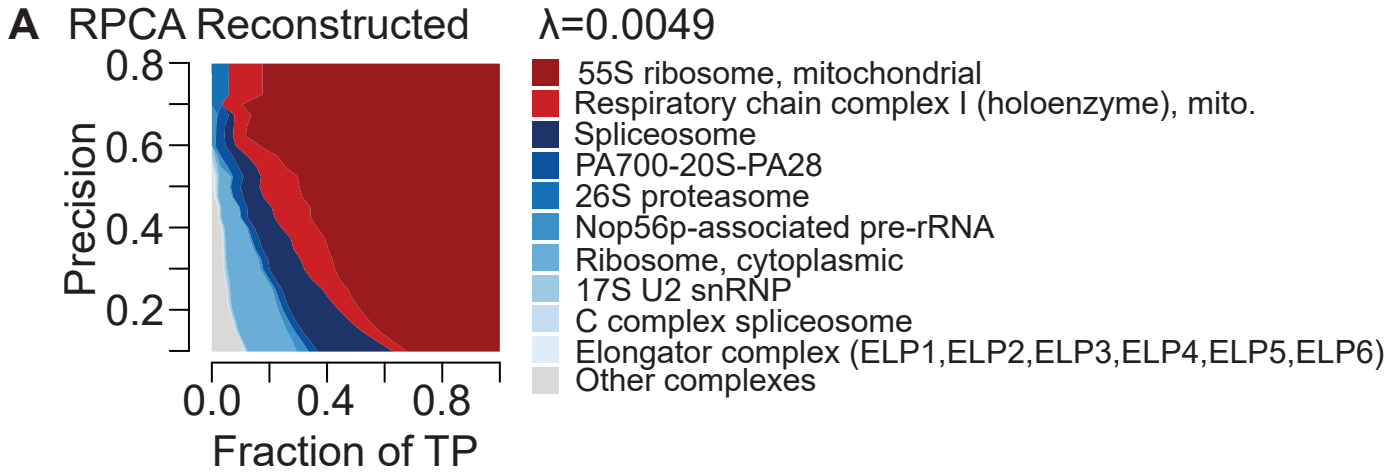 A RPCA Reconstructed λ=0.0049
0.8
0.6
0.4
0.2
Precision
0.0 0.4 0.8
Fraction of TP
55S ribosome, mitochondrial
Respiratory chain complex I (holoenzyme), mito.
Spliceosome
PA700-20S-PA28
26S proteasome
Nop56p-associated pre-rRNA
Ribosome, cytoplasmic
17S U2 snRNP
C complex spliceosome
Elongator complex (ELP1,ELP2,ELP3,ELP4,ELP5,ELP6)
Other complexes